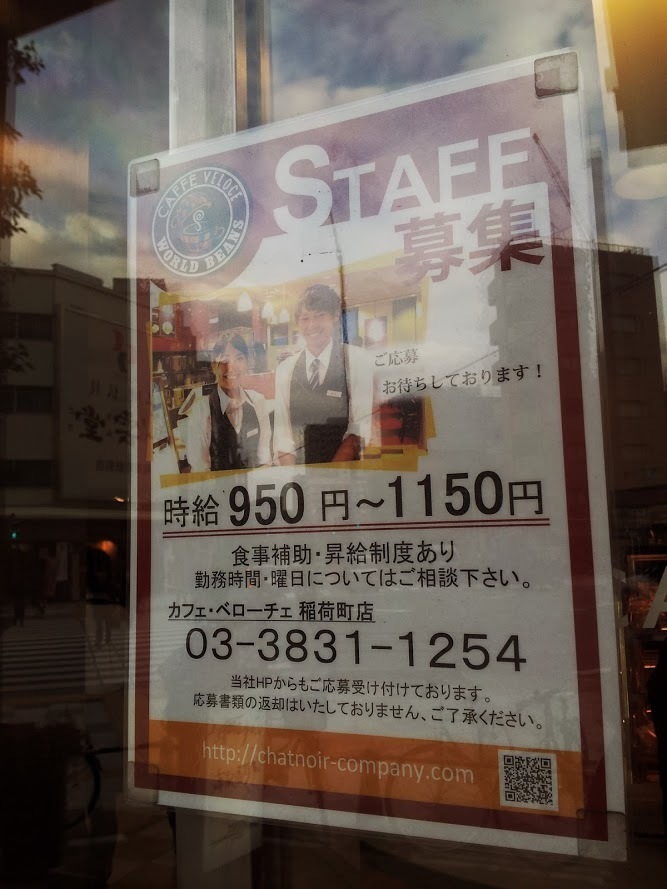 CAFFE VELOCE
WORLD BEANS
STAFF
募集
ご応募
お待ちしております!
時給 950 円~1150円
食事補助・昇給制度あり
勤務時間・曜日についてはご相談下さい。
カフェ・ベローチェ 稲荷町店
03-3831-1254
当社HPからもご応募受け付けております。
応募書類の返却はいたしておりません、ご了承ください。
http://chatnoir-company.com